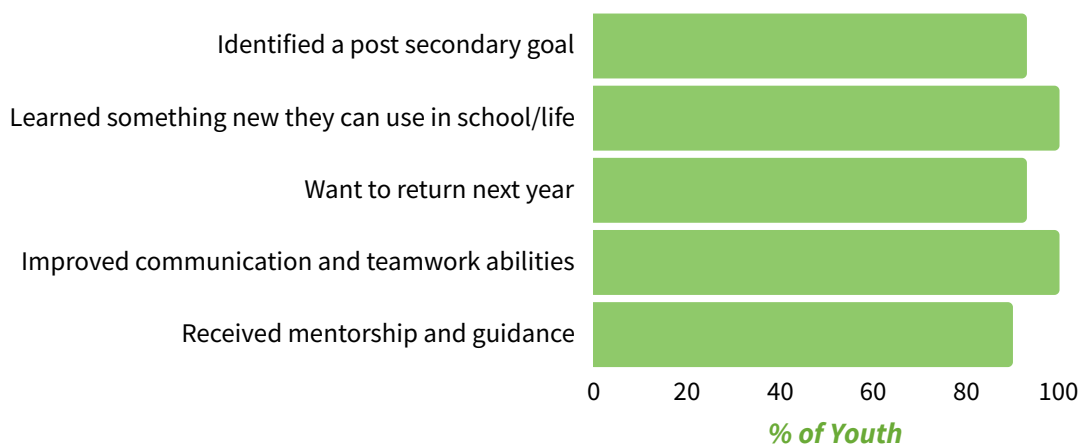 Identified a post secondary goal
Learned something new they can use in school/life
Want to return next year
Improved communication and teamwork abilities
Received mentorship and guidance
0 20 40 60 80 100
% of Youth